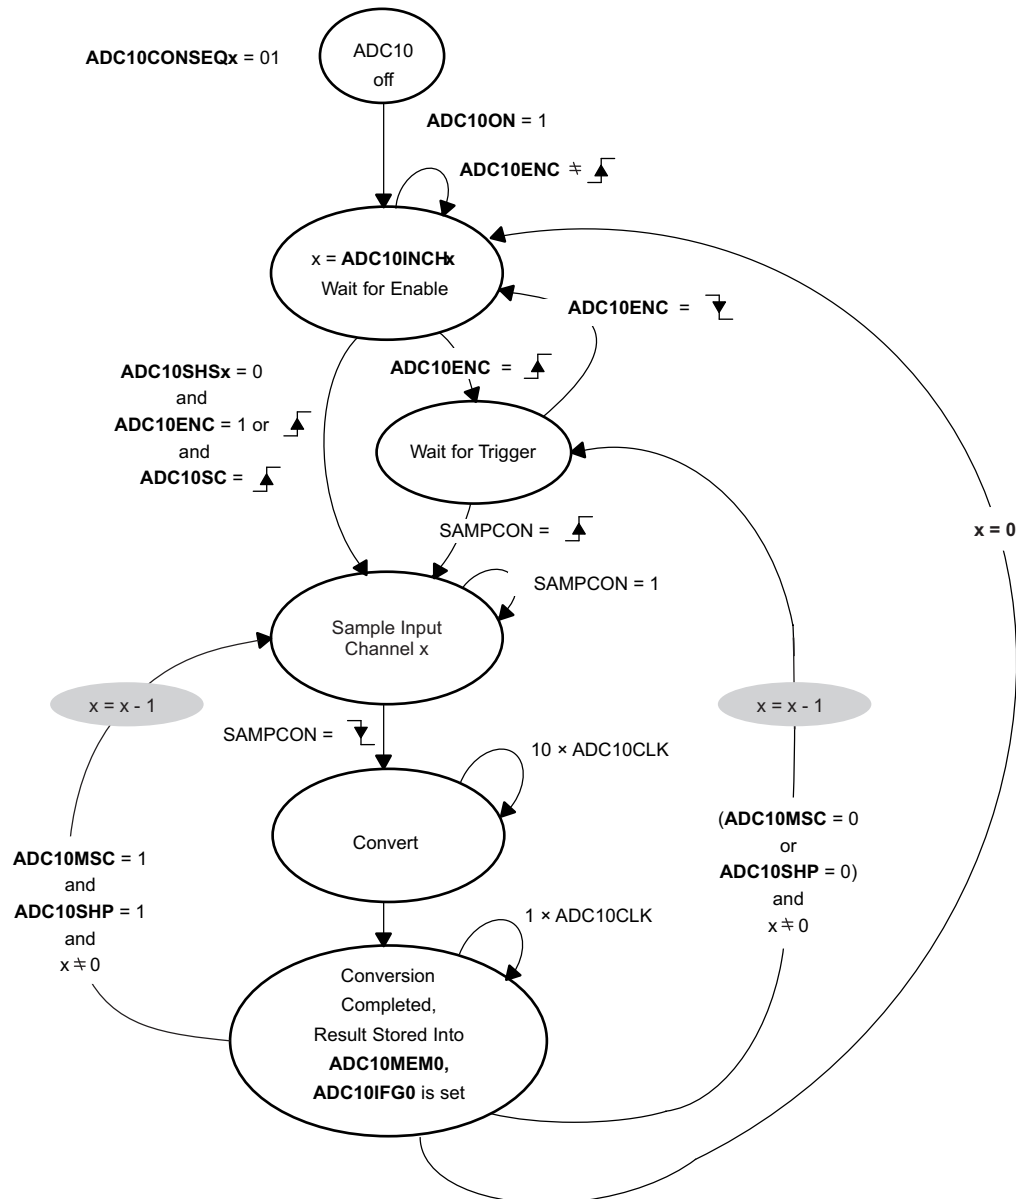 ADC10CONSEQx = 01
ADC10
off
ADC10ON = 1
ADC10ENC ≠
x = ADC10INCHx
Wait for Enable
ADC10ENC =
ADC10SHSx = 0
and
ADC10ENC = 1 or
and
ADC10SC =
ADC10ENC =
Wait for Trigger
SAMPCON =
x = 0
SAMPCON = 1
Sample Input
Channel x
x = x - 1
x = x - 1
SAMPCON =
10 × ADC10CLK
Convert
(ADC10MSC = 0
or
ADC10SHP = 0)
and
x ≠ 0
ADC10MSC = 1
and
ADC10SHP = 1
and
x ≠ 0
1 × ADC10CLK
Conversion
Completed,
Result Stored Into
ADC10MEM0,
ADC10IFG0 is set